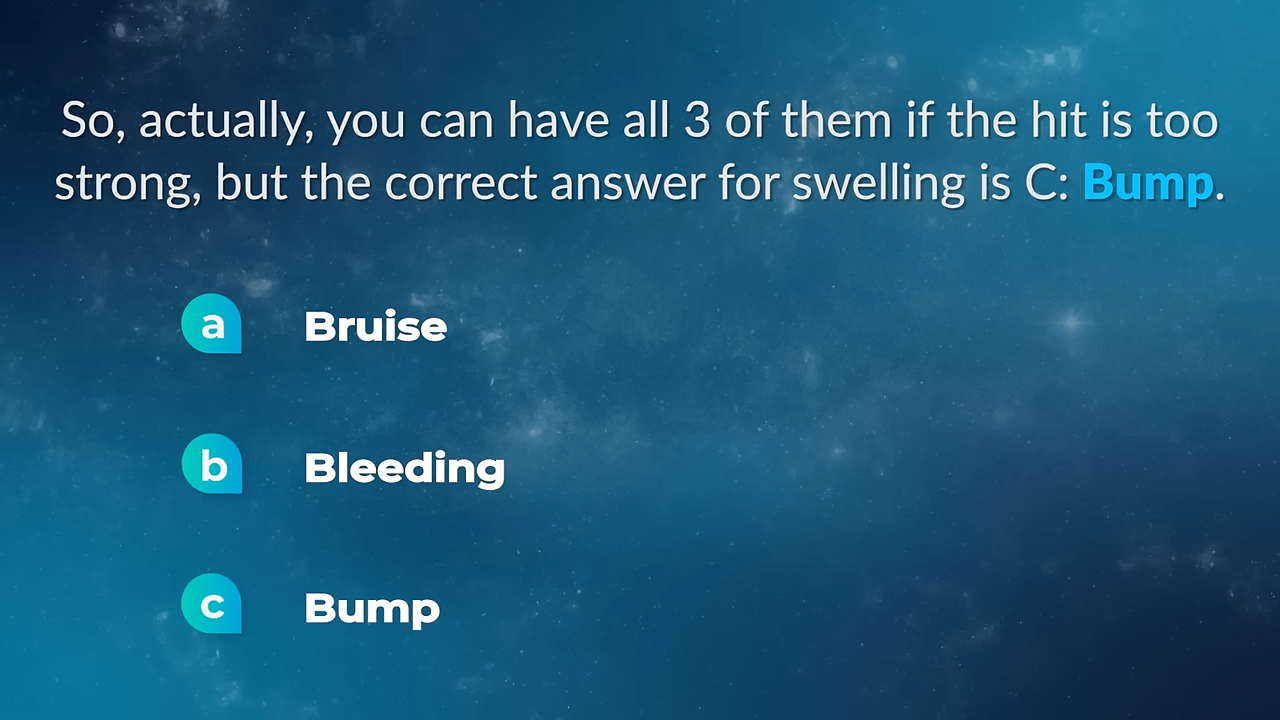 So, actually, you can have all 3 of them if the hit is too
strong, but the correct answer for swelling is C: Bump.
a Bruise
b Bleeding
c Bump